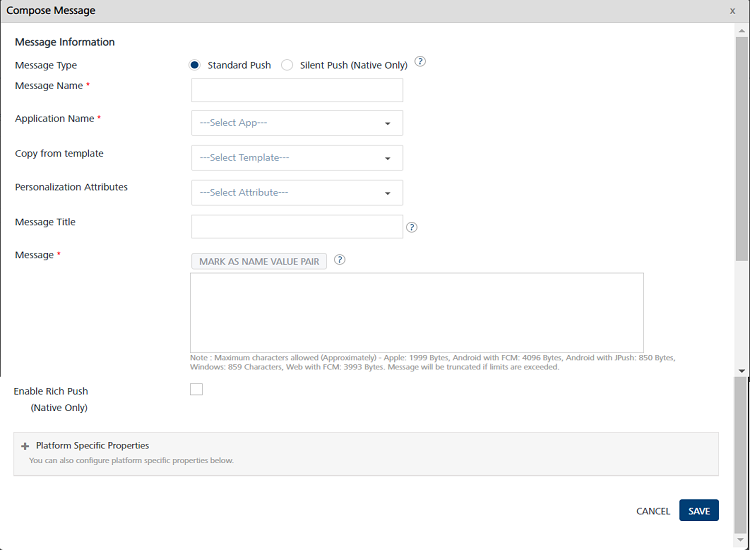 Compose Message x
Message Information
Message Type Standard Push Silent Push (Native Only) ?
Message Name *
Application Name * ---Select App---
Copy from template ---Select Template---
Personalization Attributes ---Select Attribute---
Message Title ?
Message * MARK AS NAME VALUE PAIR ?
Note : Maximum characters allowed (Approximately) - Apple: 1999 Bytes, Android with FCM: 4096 Bytes, Android with JPush: 850 Bytes,
Windows: 859 Characters, Web with FCM: 3993 Bytes. Message will be truncated if limits are exceeded.
Enable Rich Push
(Native Only)
Platform Specific Properties
You can also configure platform specific properties below.
CANCEL SAVE